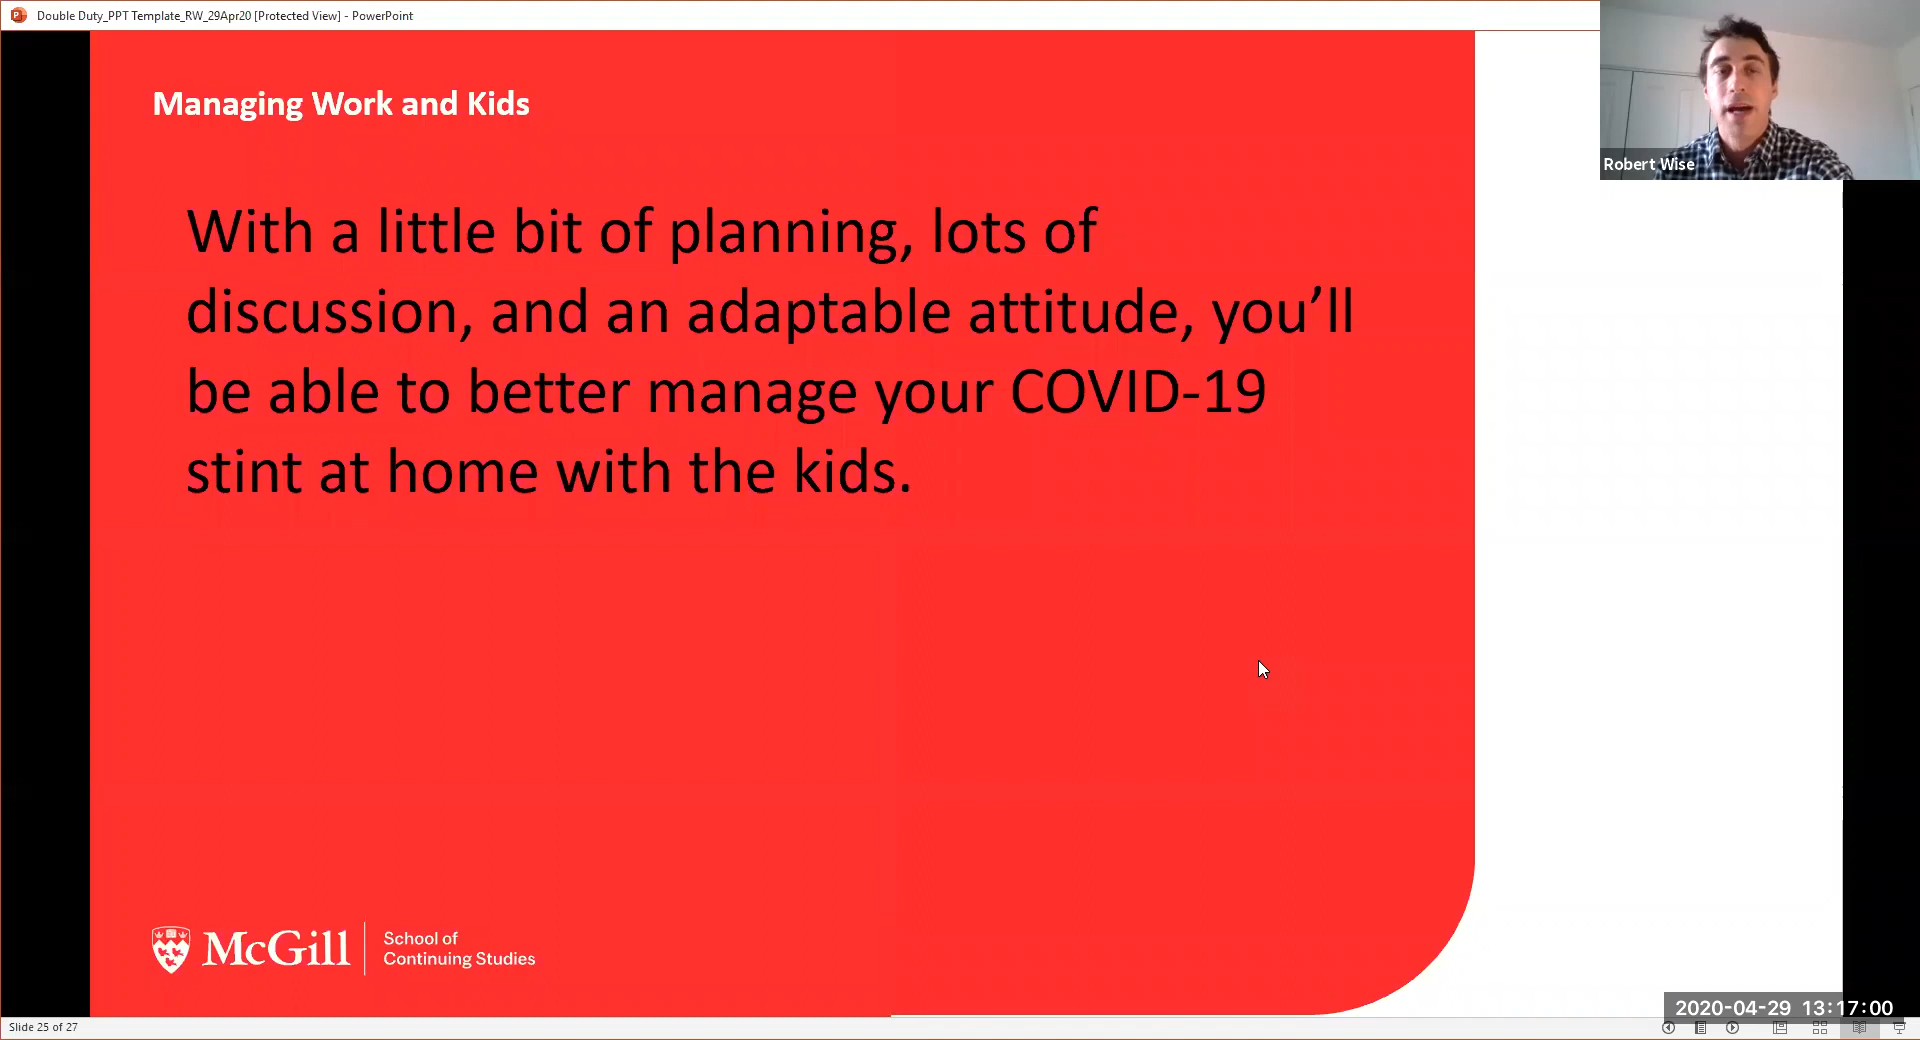 Double Duty_PPT Template_RW_29Apr20 [Protected View] - PowerPoint
Robert Wise
Managing Work and Kids
With a little bit of planning, lots of
discussion, and an adaptable attitude, you’ll
be able to better manage your COVID-19
stint at home with the kids.
McGill
School of
Continuing Studies
2020-04-29 13:17:00
Slide 25 of 27